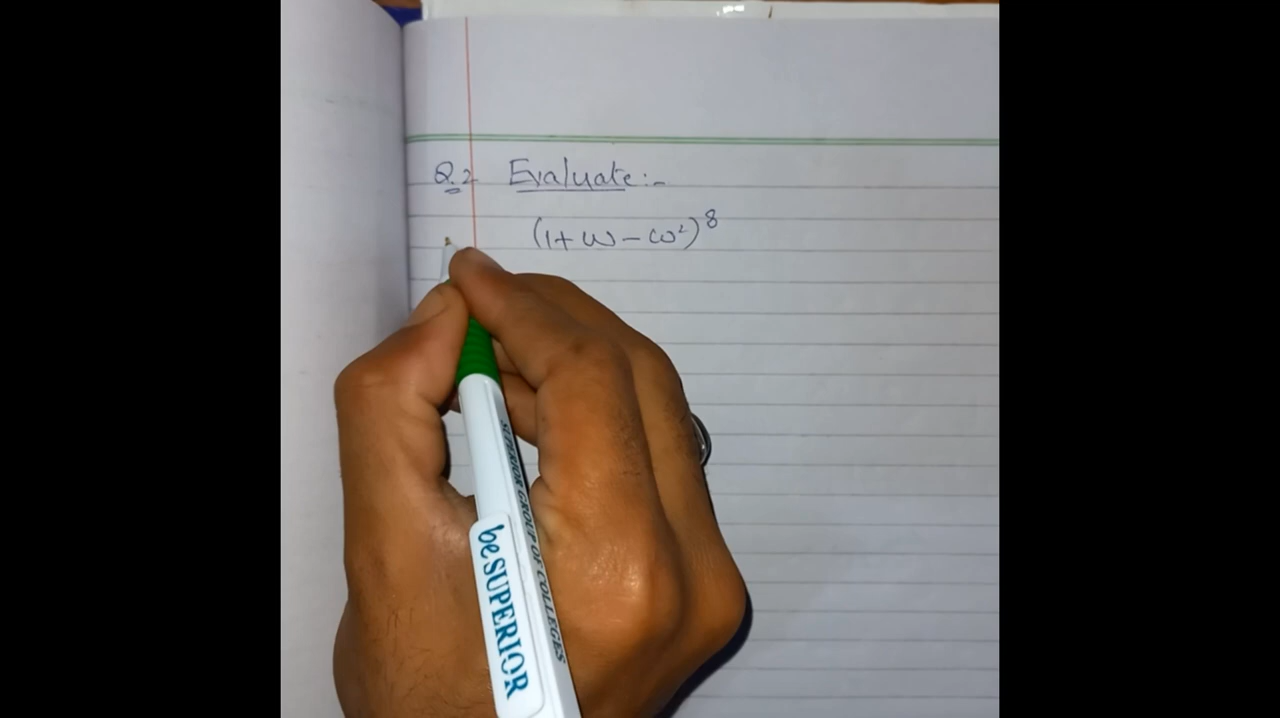 Q.2 Evaluate:-
(1+ω-ω²)⁸
SUPERIOR GROUP OF COLLEGES
be SUPERIOR